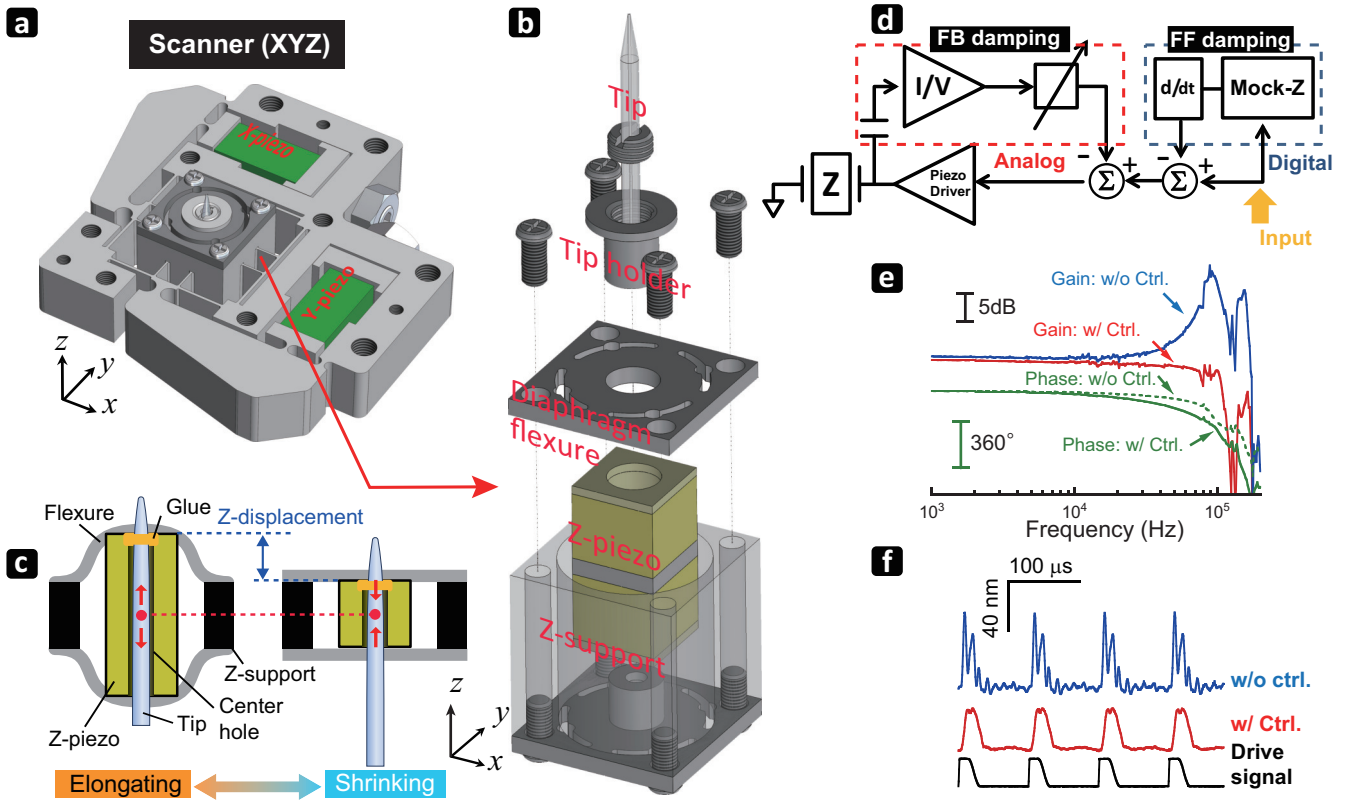 a
Scanner (XYZ)
X-piezo
Y-piezo
z
y
x
b
Tip
Tip holder
Diaphragm
flexure
Z-piezo
Z-support
z
y
x
c
Flexure
Glue
Z-displacement
Z-support
Center
hole
Tip
Z-piezo
Elongating
Shrinking
d
FB damping
FF damping
I/V
d/dt
Mock-Z
Analog
Digital
- + - +
Z
Piezo
Driver
Σ
Σ
Input
e
5dB
Gain: w/o Ctrl.
Gain: w/ Ctrl.
Phase: w/o Ctrl.
Phase: w/ Ctrl.
360°
10³ 10⁴ 10⁵
Frequency (Hz)
f
100 µs
40 nm
w/o ctrl.
w/ Ctrl.
Drive
signal